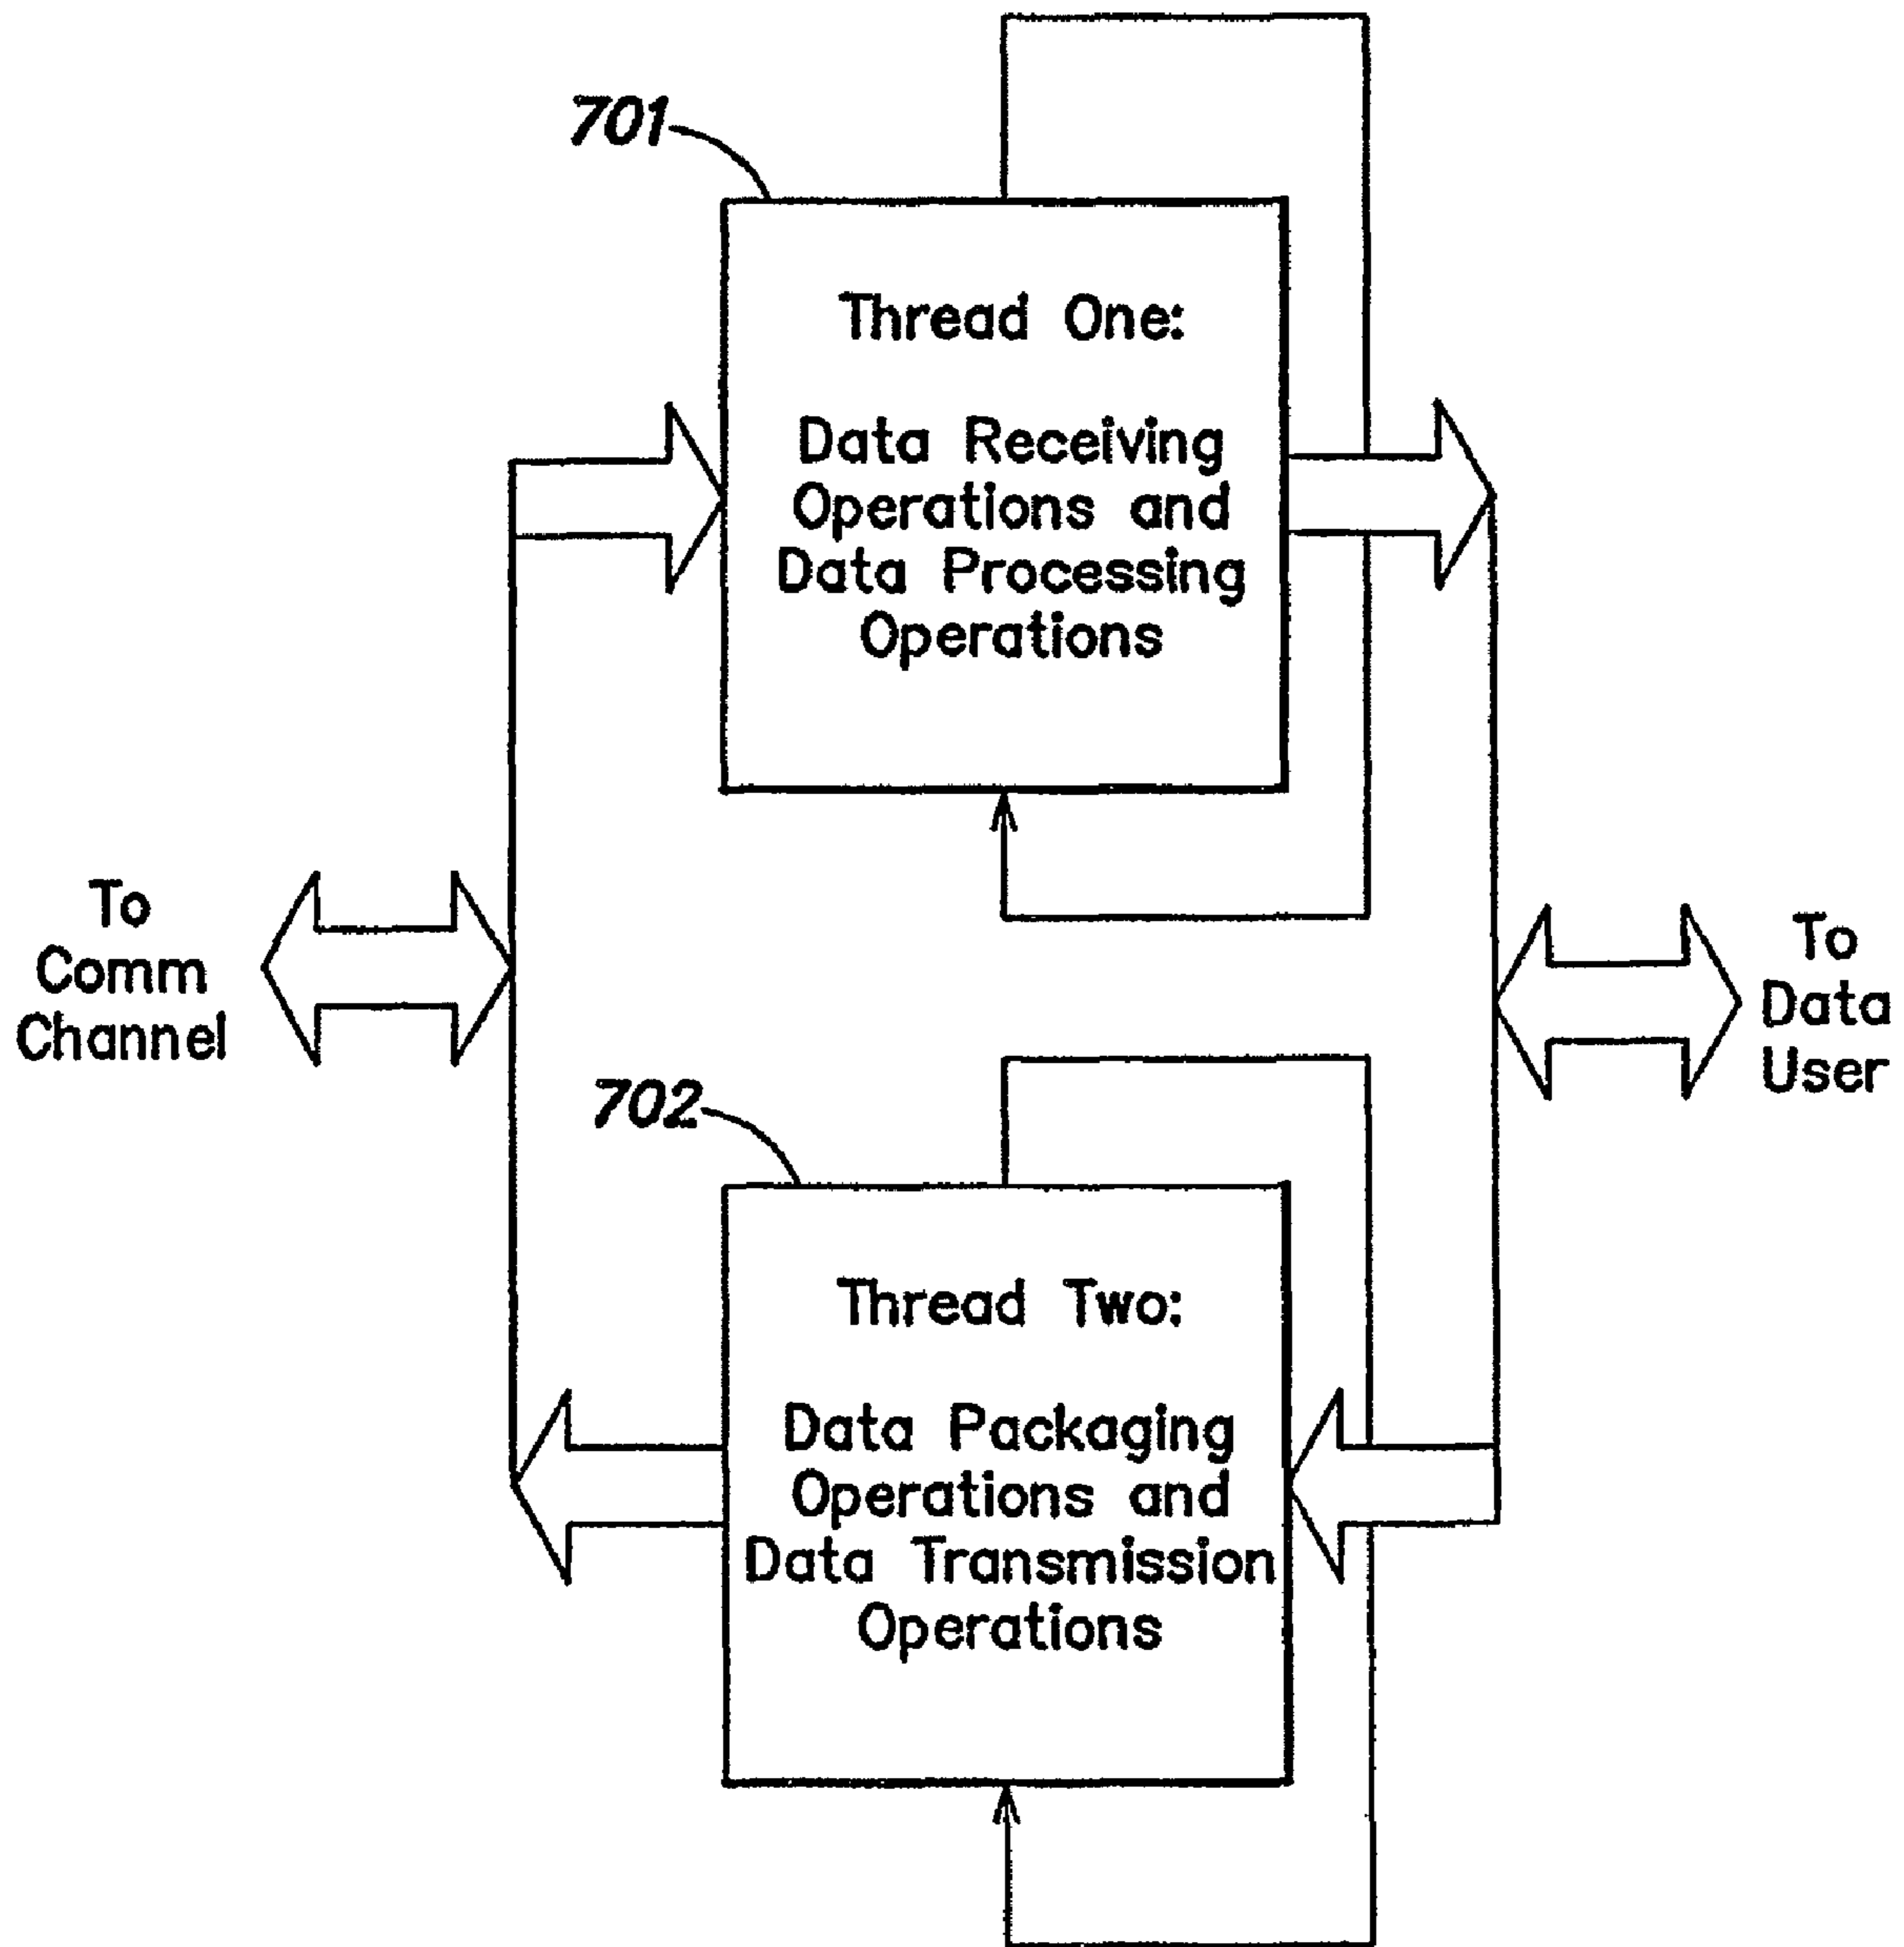 701
Thread One:
Data Receiving
Operations and
Data Processing
Operations
To
Comm
Channel
To
Data
User
702
Thread Two:
Data Packaging
Operations and
Data Transmission
Operations